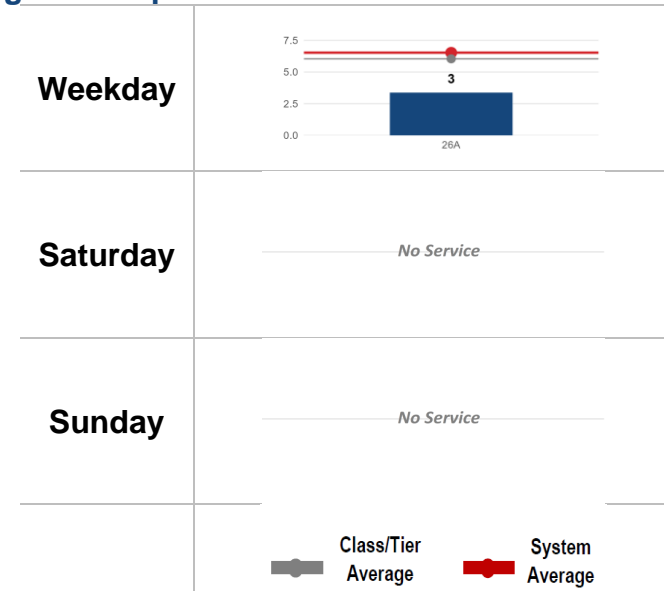 Weekday
7.5
5.0
2.5
0.0
3
26A
Saturday
No Service
Sunday
No Service
Class/Tier
Average
System
Average